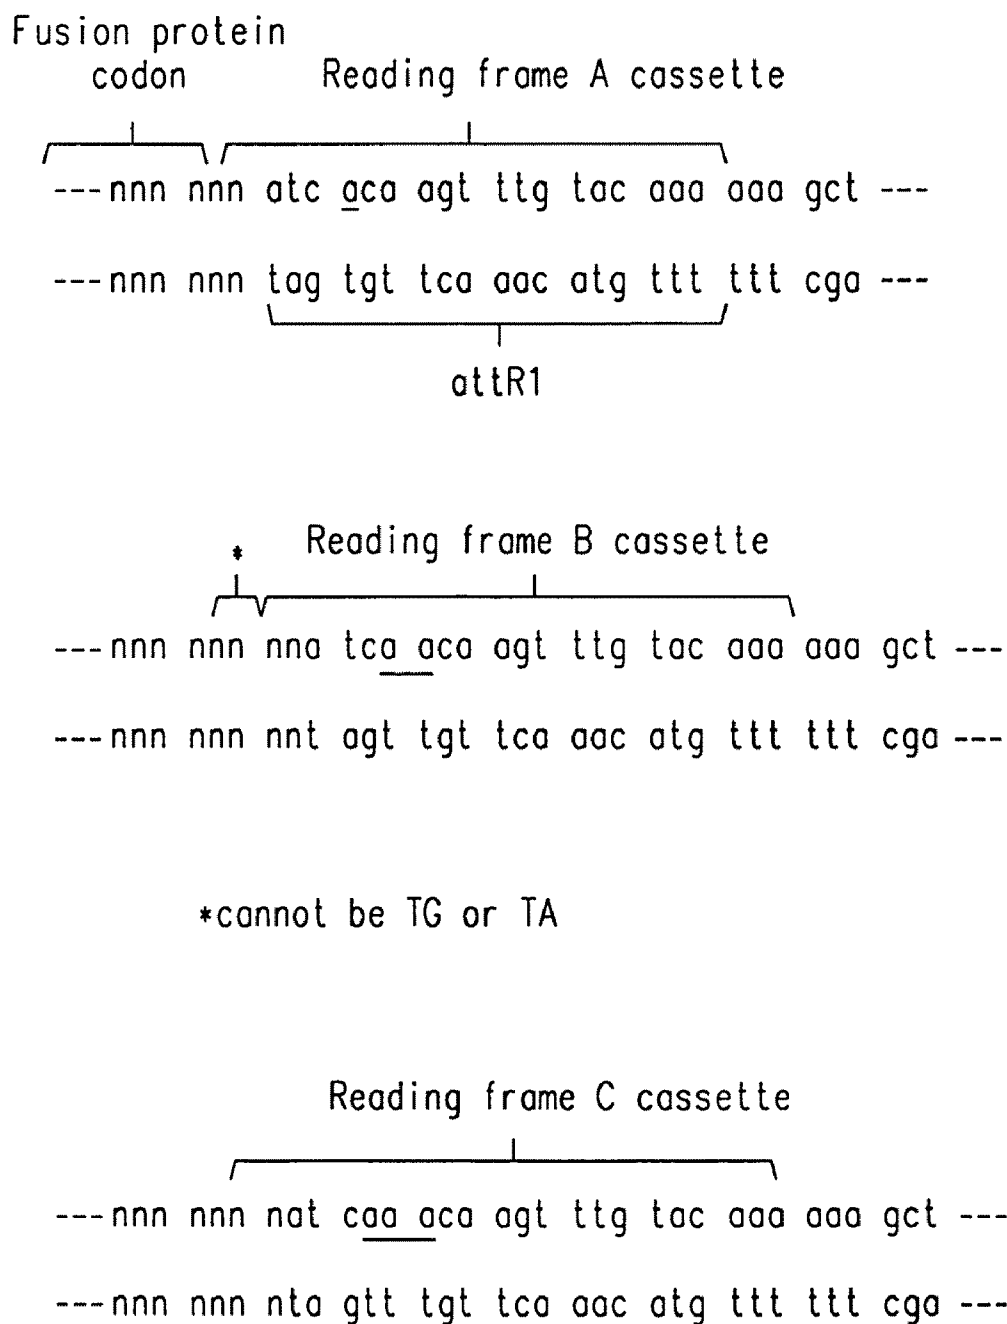 Fusion protein
codon Reading frame A cassette
---nnn nnn atc aca agt ttg tac aaa aaa gct ---
---nnn nnn tag tgt tca aac atg ttt ttt cga ---
attR1
* Reading frame B cassette
---nnn nnn nna tca aca agt ttg tac aaa aaa gct ---
---nnn nnn nnt agt tgt tca aac atg ttt ttt cga ---
*cannot be TG or TA
Reading frame C cassette
---nnn nnn nat caa aca agt ttg tac aaa aaa gct ---
---nnn nnn nta gtt tgt tca aac atg ttt ttt cga ---